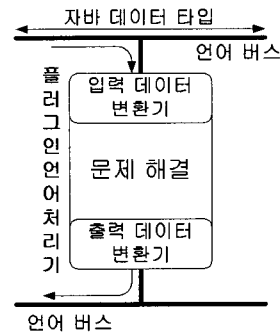 자바 데이터 타입
언어 버스
플러그인언어처리기
입력 데이터
변환기
문제 해결
출력 데이터
변환기
언어 버스